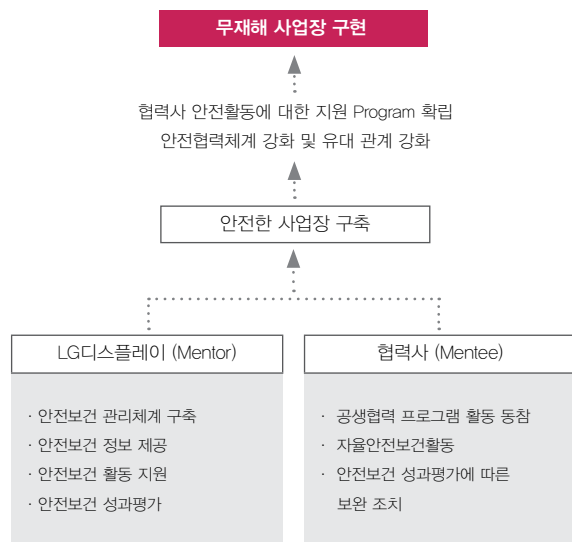 무재해 사업장 구현
협력사 안전활동에 대한 지원 Program 확립
안전협력체계 강화 및 유대 관계 강화
안전한 사업장 구축
LG디스플레이 (Mentor)
· 안전보건 관리체계 구축
· 안전보건 정보 제공
· 안전보건 활동 지원
· 안전보건 성과평가
협력사 (Mentee)
· 공생협력 프로그램 활동 동참
· 자율안전보건활동
· 안전보건 성과평가에 따른
보완 조치